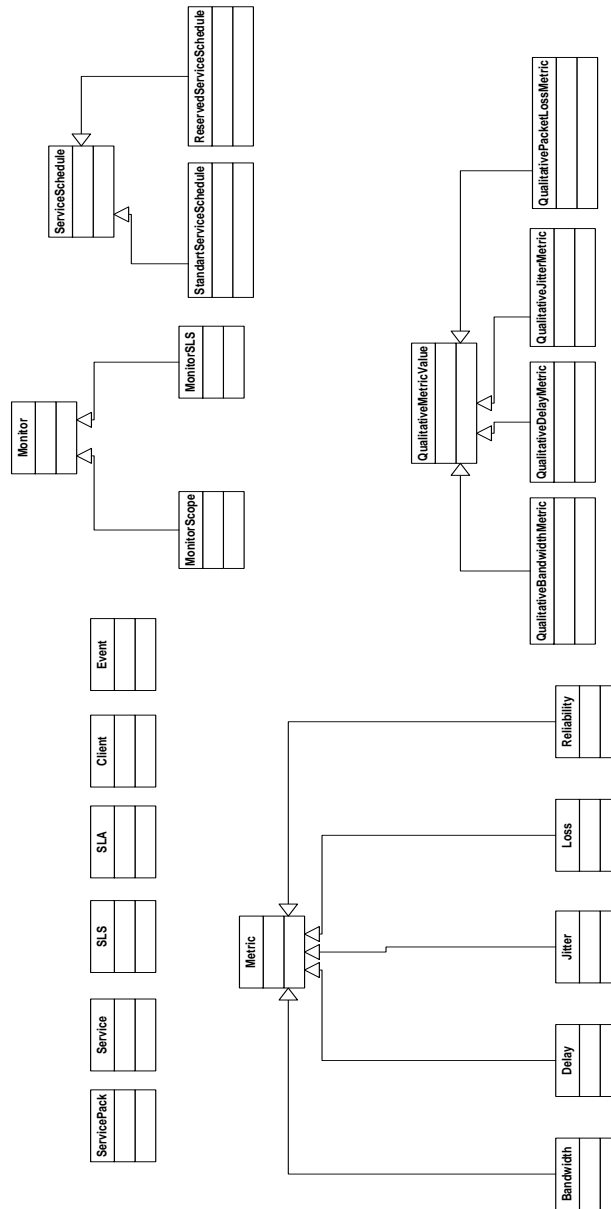 ServicePack
Service
SLS
SLA
Client
Event
Monitor
MonitorScope
MonitorSLS
ServiceSchedule
StandartServiceSchedule
ReservedServiceSchedule
Metric
Bandwidth
Delay
Jitter
Loss
Reliability
QualitativeMetricValue
QualitativeBandwidthMetric
QualitativeDelayMetric
QualitativeJitterMetric
QualitativePacketLossMetric